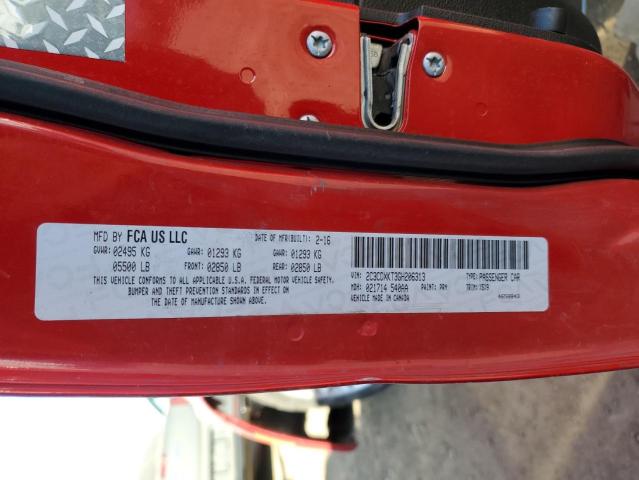 MFD BY FCA US LLC DATE OF MFR(BUILT): 2-16
GVWR: 02495 KG GAWR: 01293 KG GAWR: 01293 KG
05500 LB FRONT: 02850 LB REAR: 02850 LB
THIS VEHICLE CONFORMS TO ALL APPLICABLE U.S.A. FEDERAL MOTOR VEHICLE SAFETY,
BUMPER AND THEFT PREVENTION STANDARDS IN EFFECT ON
THE DATE OF MANUFACTURE SHOWN ABOVE.
VIN: 2C3CDXKT3GH206313 TYPE: PASSENGER CAR
MDH: 021714 540AA PAINT: PRM TRIM: X5X9
VEHICLE MADE IN CANADA